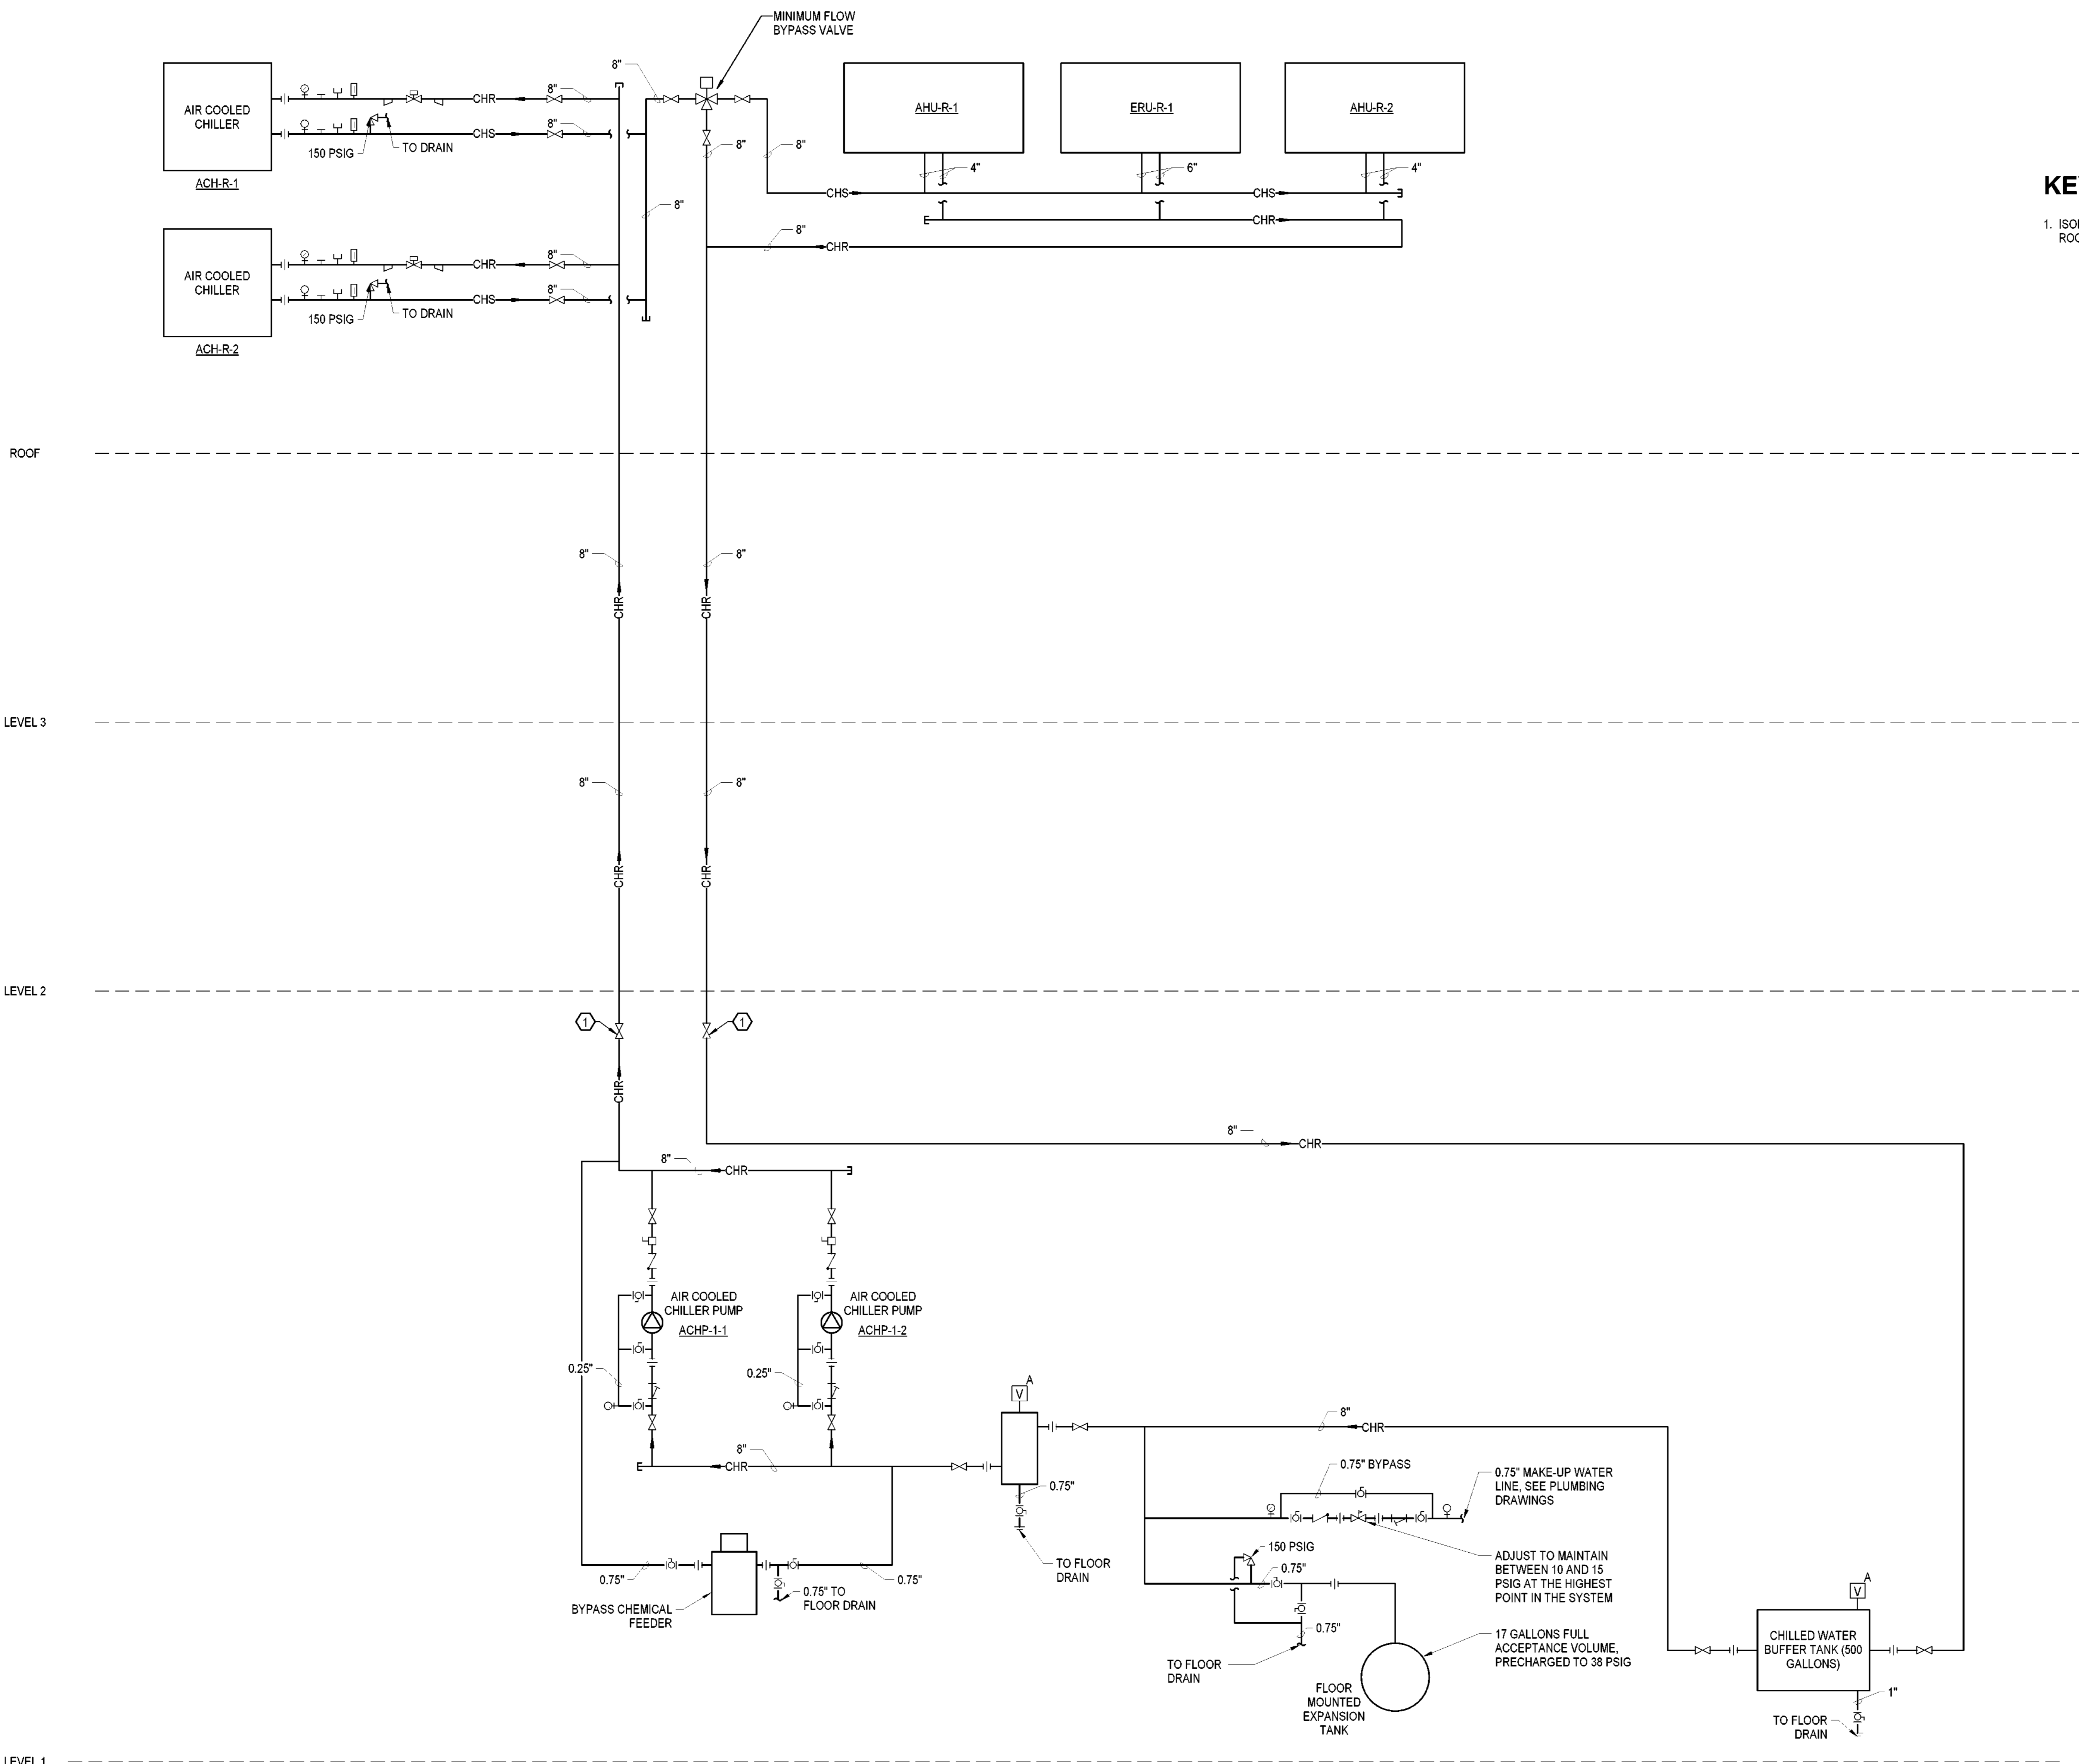 MINIMUM FLOW
BYPASS VALVE
8"
AIR COOLED
CHILLER
8"
CHR
8"
CHS
150 PSIG
TO DRAIN
ACH-R-1
8"
8"
AHU-R-1
ERU-R-1
AHU-R-2
4"
6"
4"
CHS
CHS
CHR
8"
8"
CHR
KE
1. ISO
ROO
AIR COOLED
CHILLER
8"
CHR
8"
CHS
150 PSIG
TO DRAIN
ACH-R-2
ROOF
8"
8"
CHR
CHR
LEVEL 3
8"
8"
CHR
CHR
LEVEL 2
1
1
CHR
8"
CHR
8"
CHR
AIR COOLED
CHILLER PUMP
ACHP-1-1
AIR COOLED
CHILLER PUMP
ACHP-1-2
0.25"
0.25"
V
A
8"
CHR
8"
CHR
0.75"
TO FLOOR
DRAIN
0.75" BYPASS
0.75" MAKE-UP WATER
LINE, SEE PLUMBING
DRAWINGS
150 PSIG
0.75"
ADJUST TO MAINTAIN
BETWEEN 10 AND 15
PSIG AT THE HIGHEST
POINT IN THE SYSTEM
0.75"
0.75"
0.75" TO
FLOOR DRAIN
BYPASS CHEMICAL
FEEDER
0.75"
TO FLOOR
DRAIN
17 GALLONS FULL
ACCEPTANCE VOLUME,
PRECHARGED TO 38 PSIG
FLOOR
MOUNTED
EXPANSION
TANK
V
A
CHILLED WATER
BUFFER TANK (500
GALLONS)
1"
TO FLOOR
DRAIN
LEVEL 1